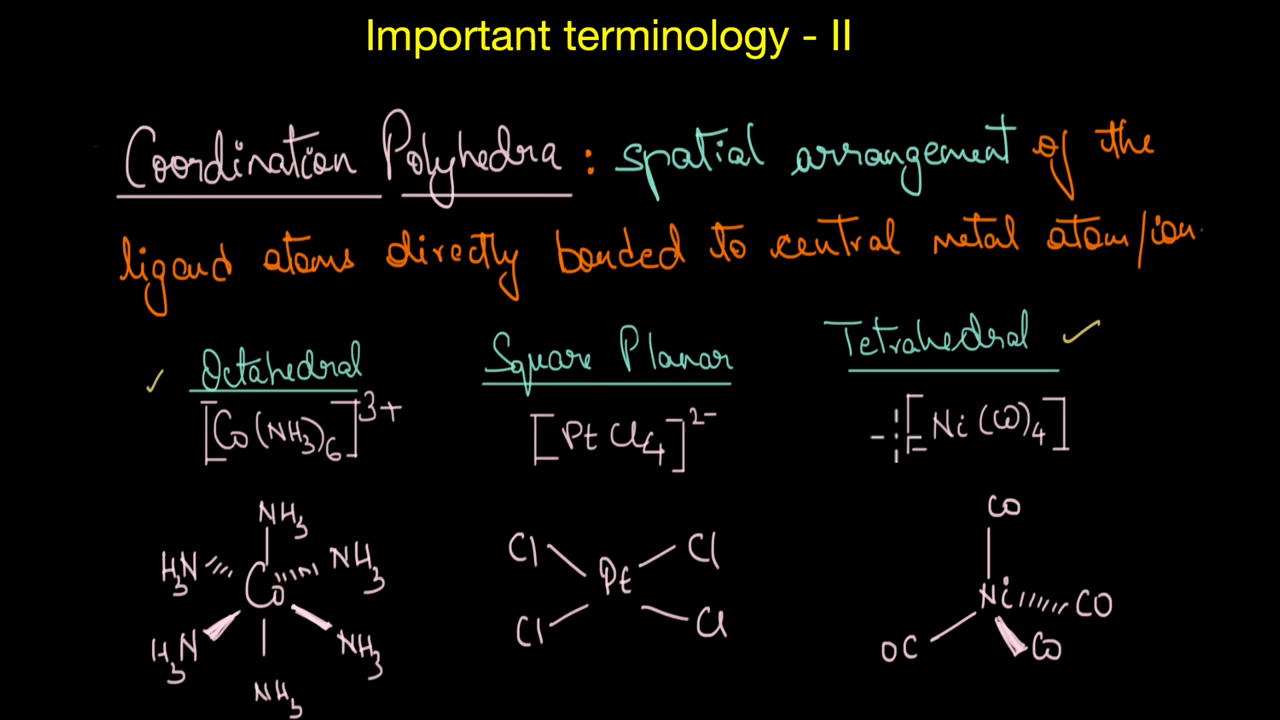 Important terminology - II
Coordination Polyhedra : spatial arrangement of the
ligand atoms directly bonded to central metal atom/ion.
Octahedral Square Planar Tetrahedral
[Co(NH3)6]3+ [PtCl4]2- [Ni(CO)4]
NH3 CO
H3N NH3 Cl Cl
Co Pt Ni CO
H3N NH3 Cl Cl OC CO
NH3